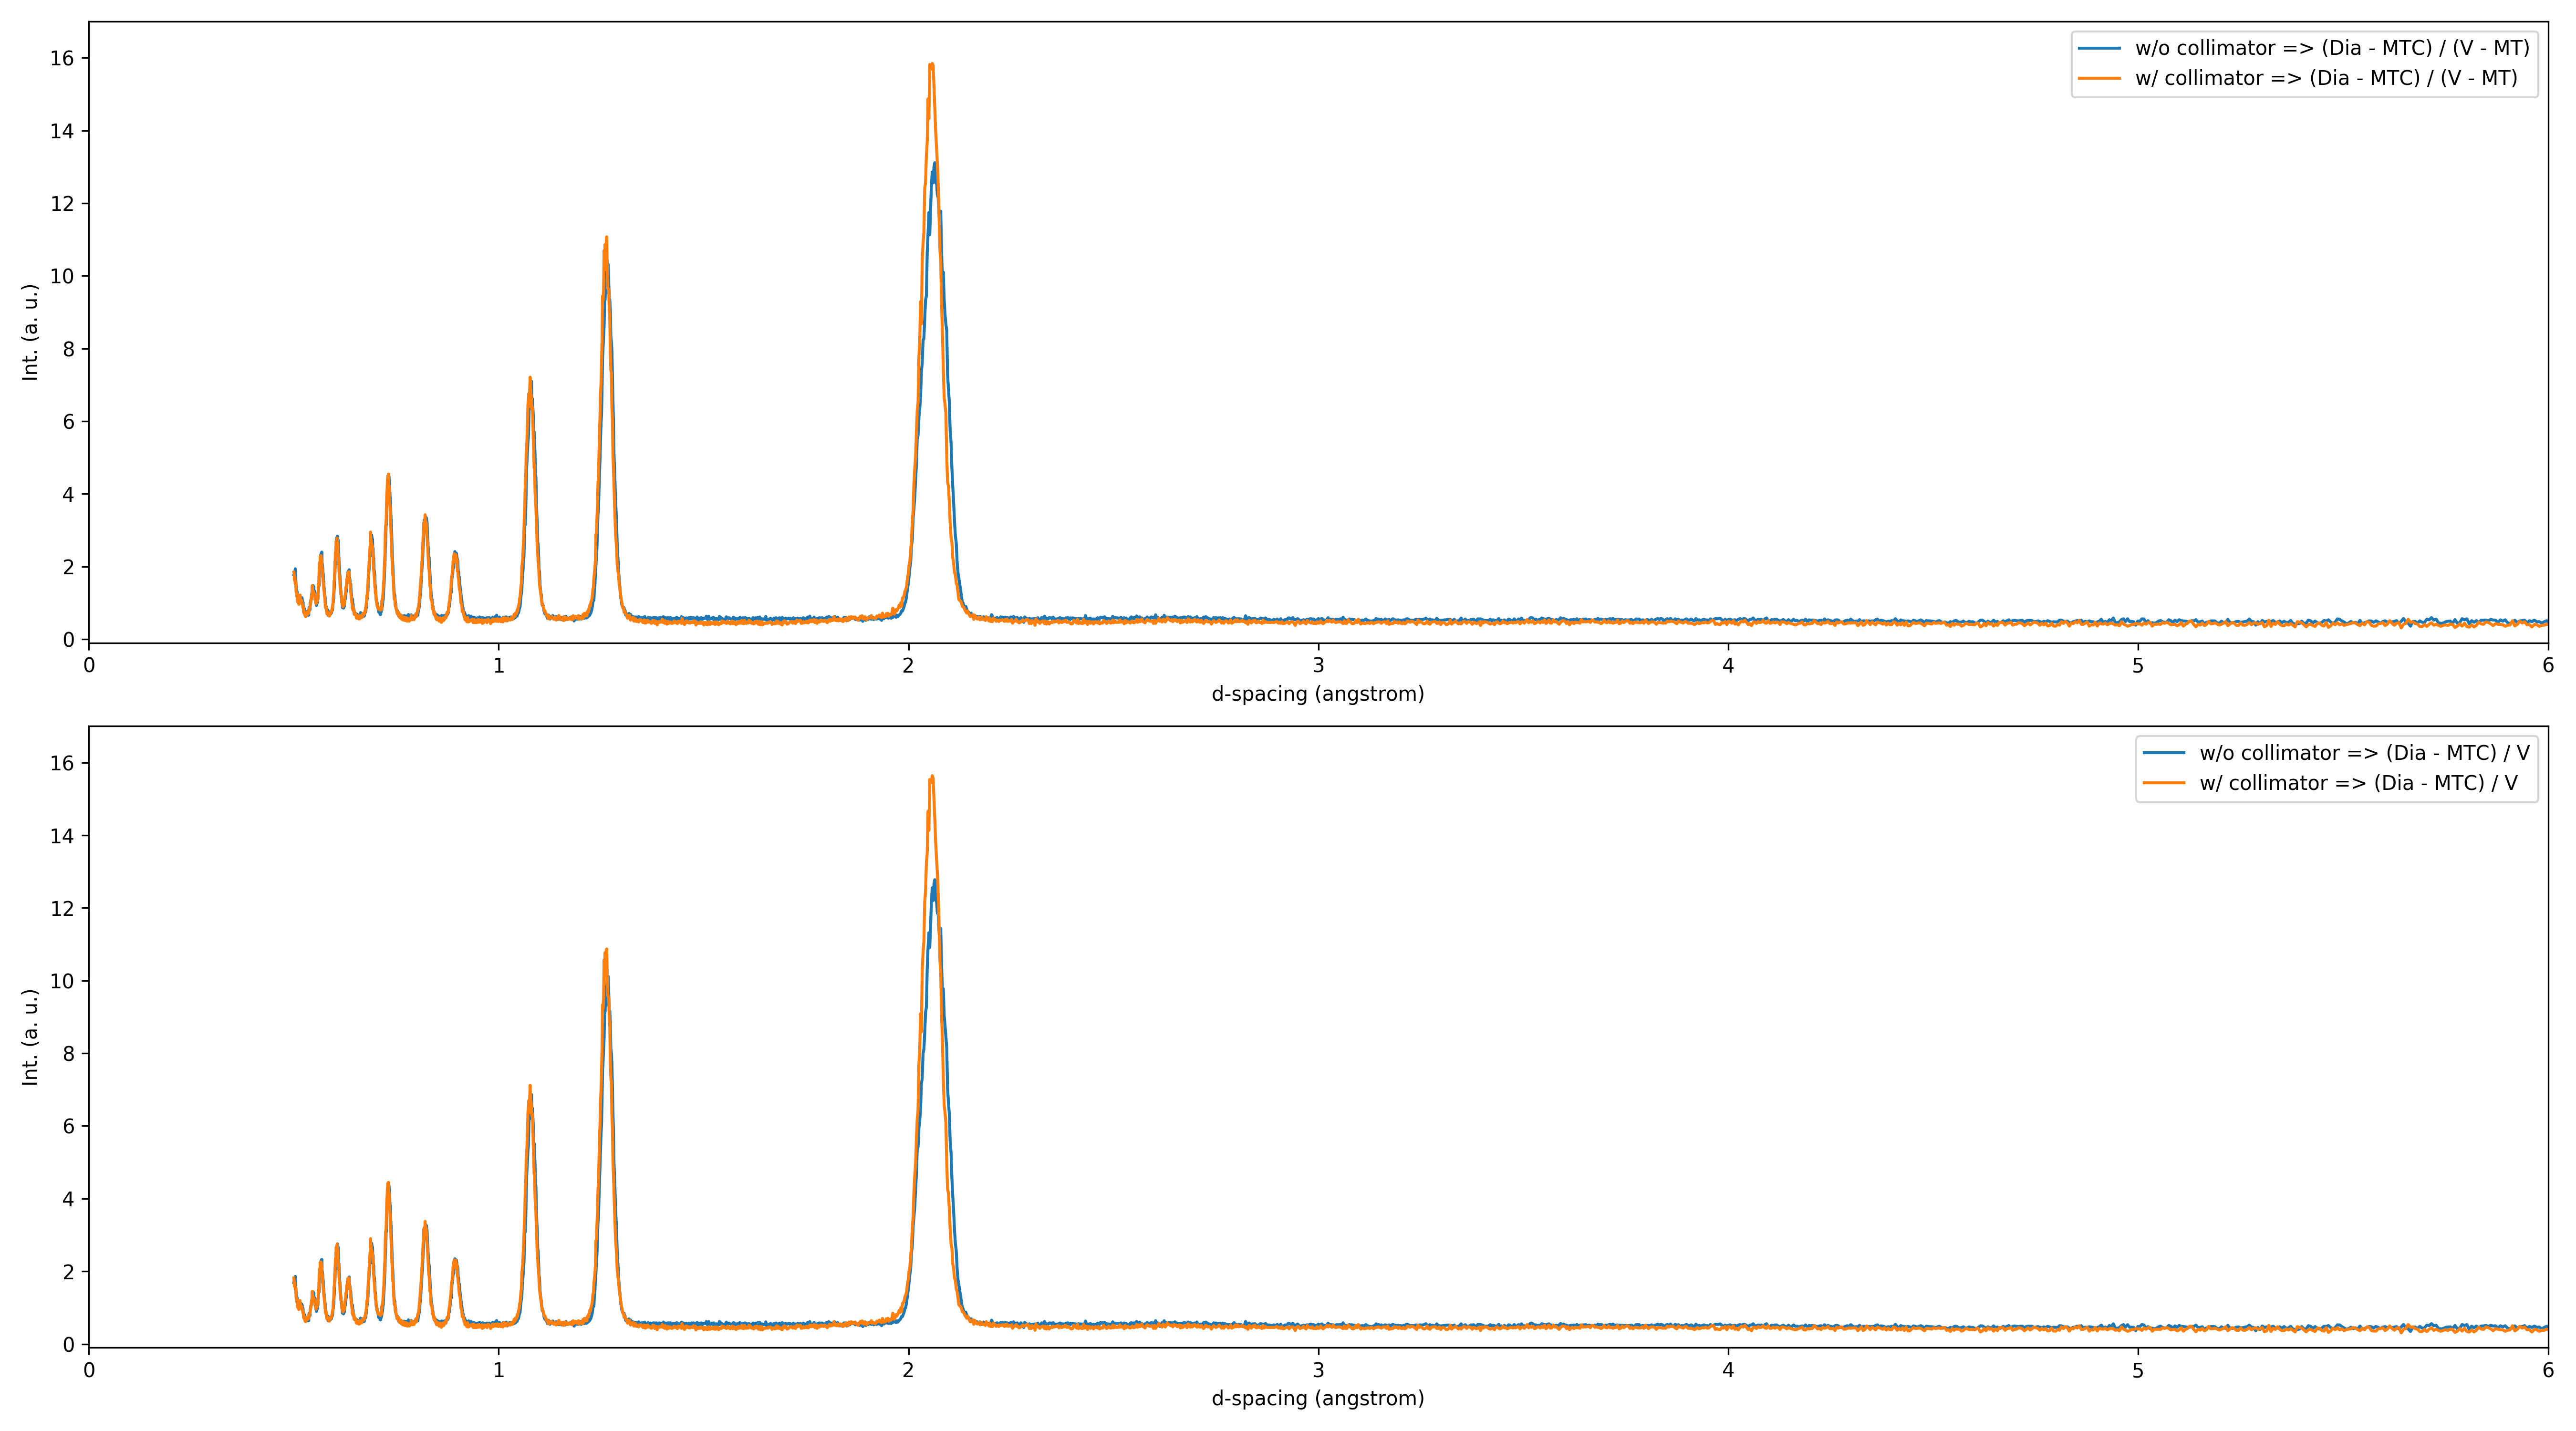 16
14
12
10
8
6
4
2
0
Int. (a. u.)
w/o collimator => (Dia - MTC) / (V - MT)
w/ collimator => (Dia - MTC) / (V - MT)
0 1 2 3 4 5 6
d-spacing (angstrom)
16
14
12
10
8
6
4
2
0
Int. (a. u.)
w/o collimator => (Dia - MTC) / V
w/ collimator => (Dia - MTC) / V
0 1 2 3 4 5 6
d-spacing (angstrom)